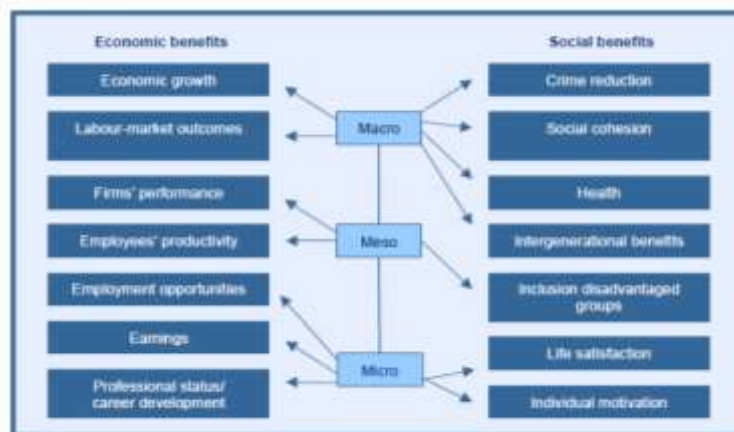 Economic benefits
Social benefits
Economic growth
Crime reduction
Labour-market outcomes
Macro
Social cohesion
Firms' performance
Health
Employees' productivity
Meso
Intergenerational benefits
Employment opportunities
Inclusion disadvantaged
groups
Earnings
Life satisfaction
Micro
Professional status/
career development
Individual motivation